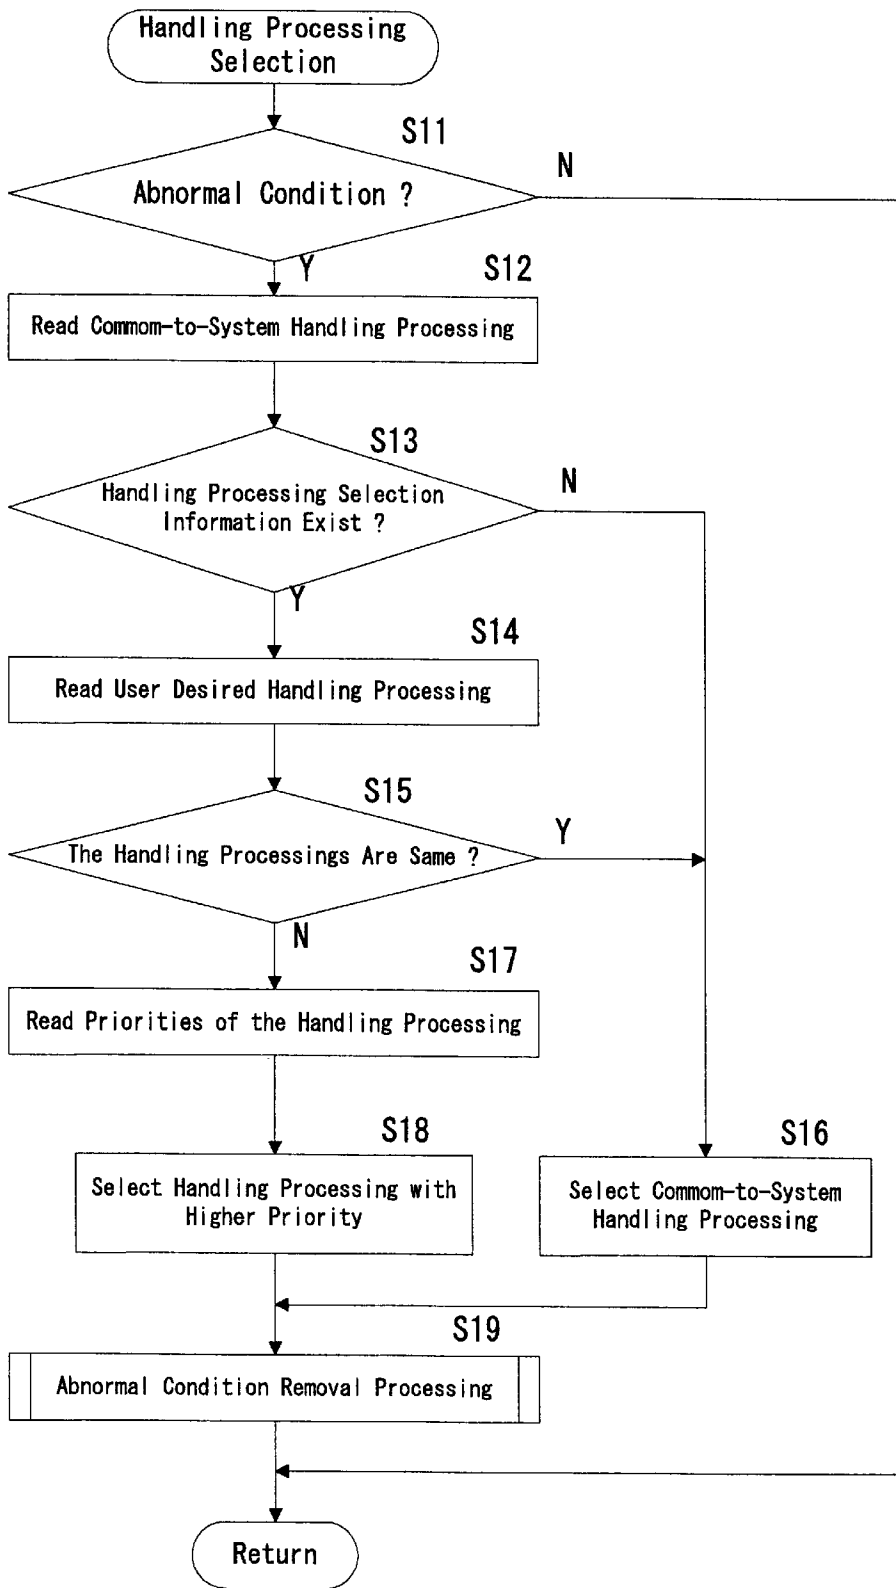 Handling Processing
Selection
S11
Abnormal Condition ?
N
Y
S12
Read Commom-to-System Handling Processing
S13
Handling Processing Selection
Information Exist ?
N
Y
S14
Read User Desired Handling Processing
S15
The Handling Processings Are Same ?
Y
N
S17
Read Priorities of the Handling Processing
S18
Select Handling Processing with
Higher Priority
S16
Select Commom-to-System
Handling Processing
S19
Abnormal Condition Removal Processing
Return